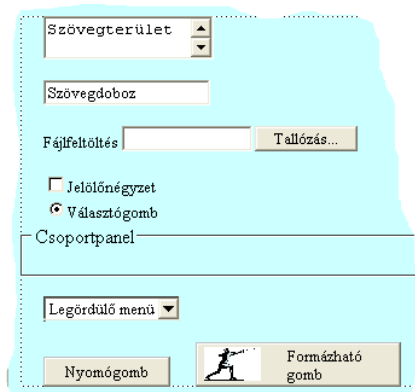 Szövegterület
Szövegdoboz
Fájlfeltöltés Tallózás...
Jelölőnégyzet
Választógomb
Csoportpanel
Legördülő menü
Nyomógomb
Formázható
gomb